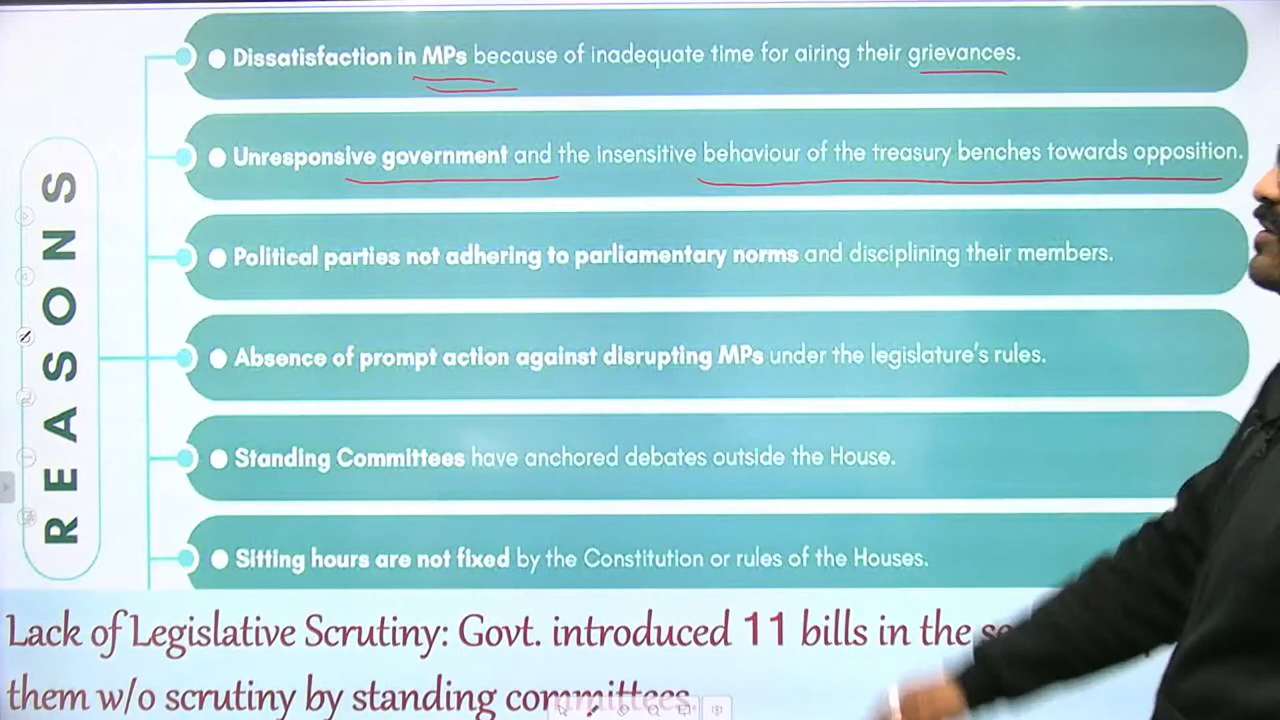 REASONS
Dissatisfaction in MPs because of inadequate time for airing their grievances.
Unresponsive government and the insensitive behaviour of the treasury benches towards opposition.
Political parties not adhering to parliamentary norms and disciplining their members.
Absence of prompt action against disrupting MPs under the legislature's rules.
Standing Committees have anchored debates outside the House.
Sitting hours are not fixed by the Constitution or rules of the Houses.
Lack of Legislative Scrutiny: Govt. introduced 11 bills in the
them w/o scrutiny by standing committees.